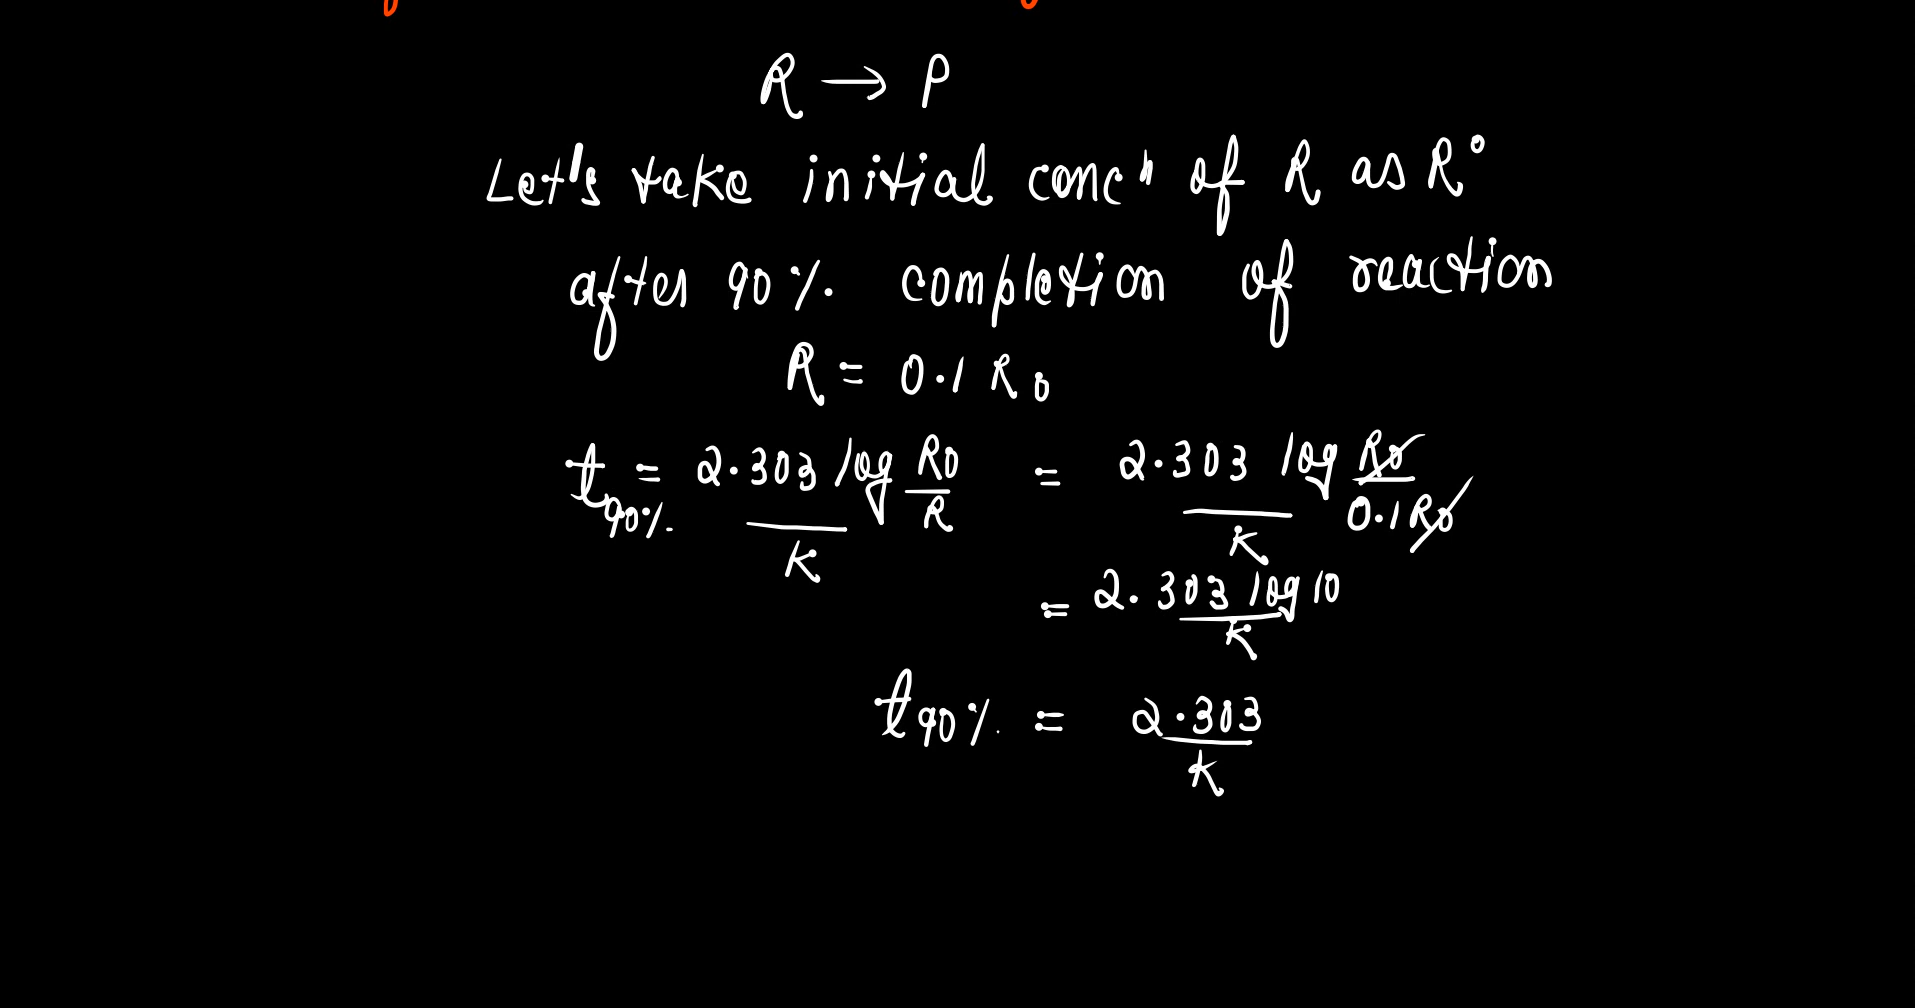 R → P
Let's take initial concn of R as R°
after 90%. completion of reaction
R = 0.1 R0
t90%. = 2.303/K log R0/R = 2.303/K log R0/0.1R0
= 2.303 log 10/K
t90%. = 2.303/K